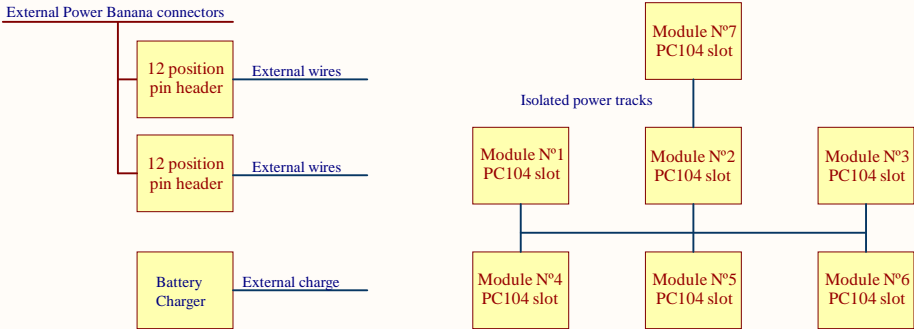 External Power Banana connectors
12 position
pin header
External wires
12 position
pin header
External wires
Battery
Charger
External charge
Module Nº7
PC104 slot
Isolated power tracks
Module Nº1
PC104 slot
Module Nº2
PC104 slot
Module Nº3
PC104 slot
Module Nº4
PC104 slot
Module Nº5
PC104 slot
Module Nº6
PC104 slot